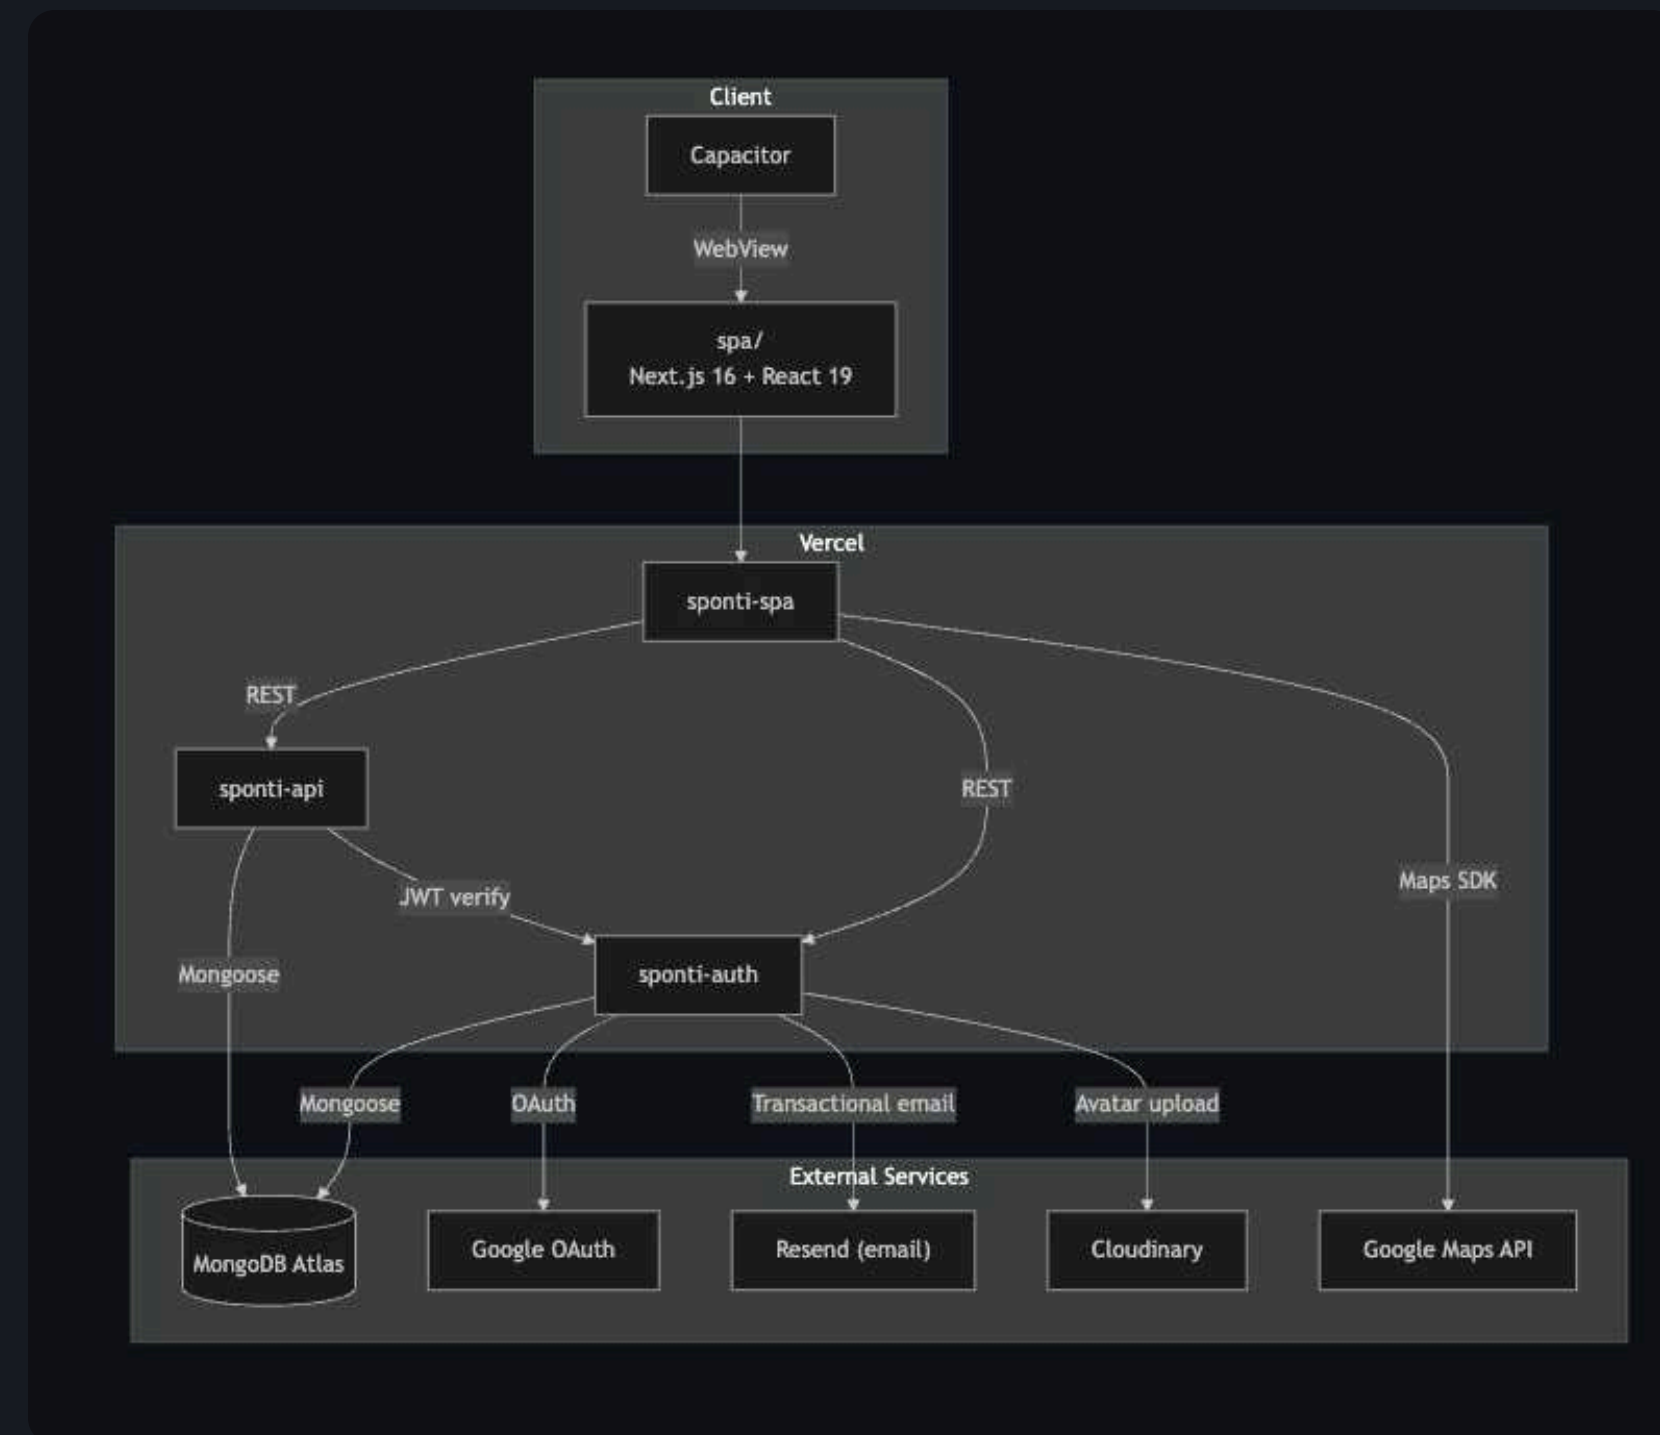 Client
Capacitor
WebView
spa/
Next.js 16 + React 19
Vercel
sponti-spa
REST
sponti-api
REST
Maps SDK
JWT verify
Mongoose
sponti-auth
Mongoose
OAuth
Transactional email
Avatar upload
External Services
MongoDB Atlas
Google OAuth
Resend (email)
Cloudinary
Google Maps API